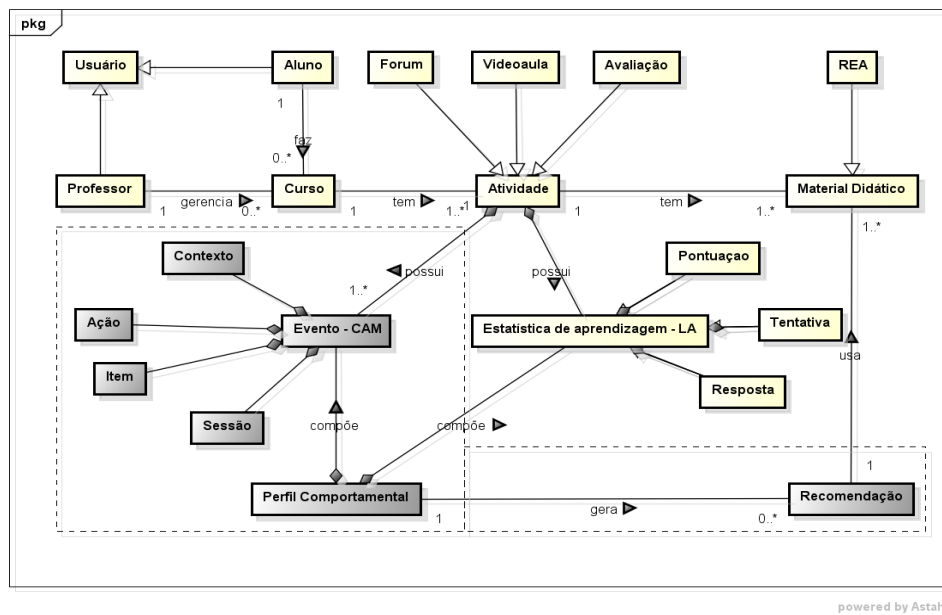 pkg
Usuário
Aluno
Forum
Videoaula
Avaliação
REA
1
faz
0..*
Professor
gerencia
1
0..*
Curso
1
tem
1..*
Atividade
1
1
tem
1..*
Material Didático
1..*
Contexto
possui
1..*
possui
Pontuaçao
Ação
Evento - CAM
Estatística de aprendizagem - LA
Tentativa
usa
Item
Resposta
Sessão
compõe
compõe
1
Perfil Comportamental
1
gera
0..*
Recomendação
powered by Astah